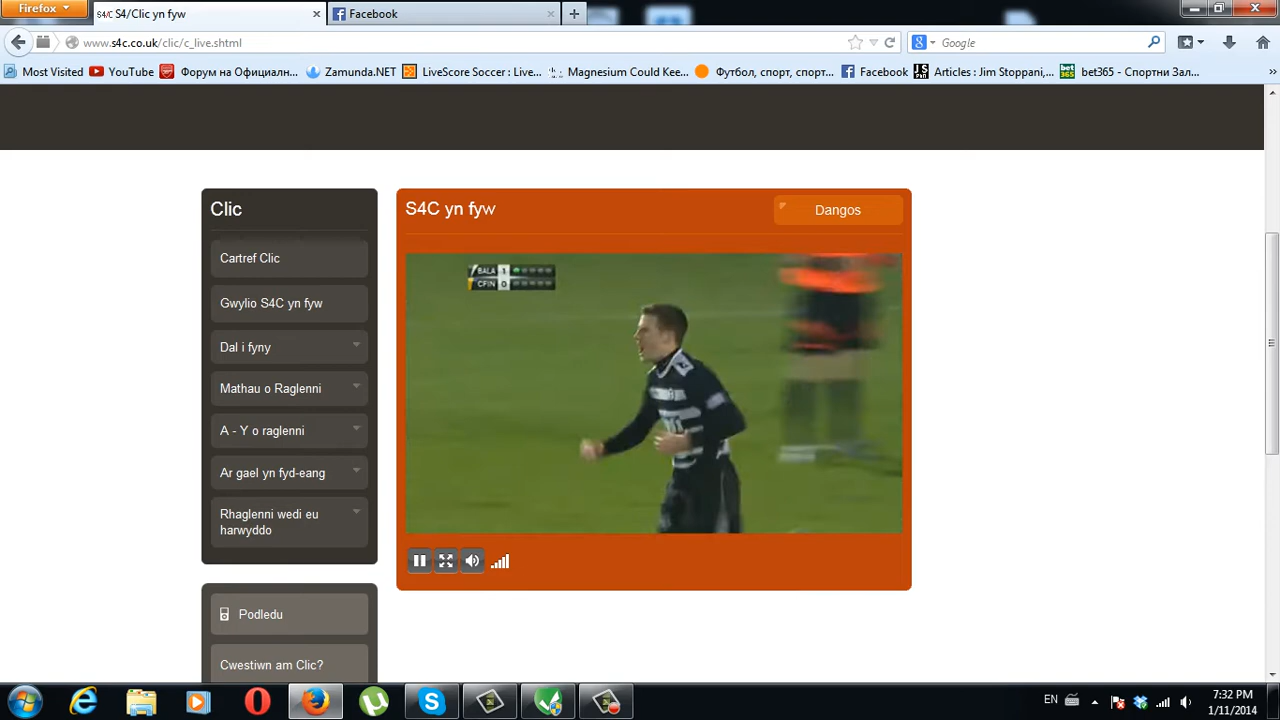 Firefox
S4/Clic yn fyw
Facebook
www.s4c.co.uk/clic/c_live.shtml
Google
Most Visited
YouTube
Форум на Официалн...
Zamunda.NET
LiveScore Soccer : Live...
Magnesium Could Kee...
Футбол, спорт, спорт...
Facebook
Articles : Jim Stoppani,...
bet365 - Спортни Зал...
Clic
Cartref Clic
Gwylio S4C yn fyw
Dal i fyny
Mathau o Raglenni
A - Y o raglenni
Ar gael yn fyd-eang
Rhaglenni wedi eu
harwyddo
Podledu
Cwestiwn am Clic?
S4C yn fyw
Dangos
BALA 1
CFIN 0
EN
7:32 PM
1/11/2014